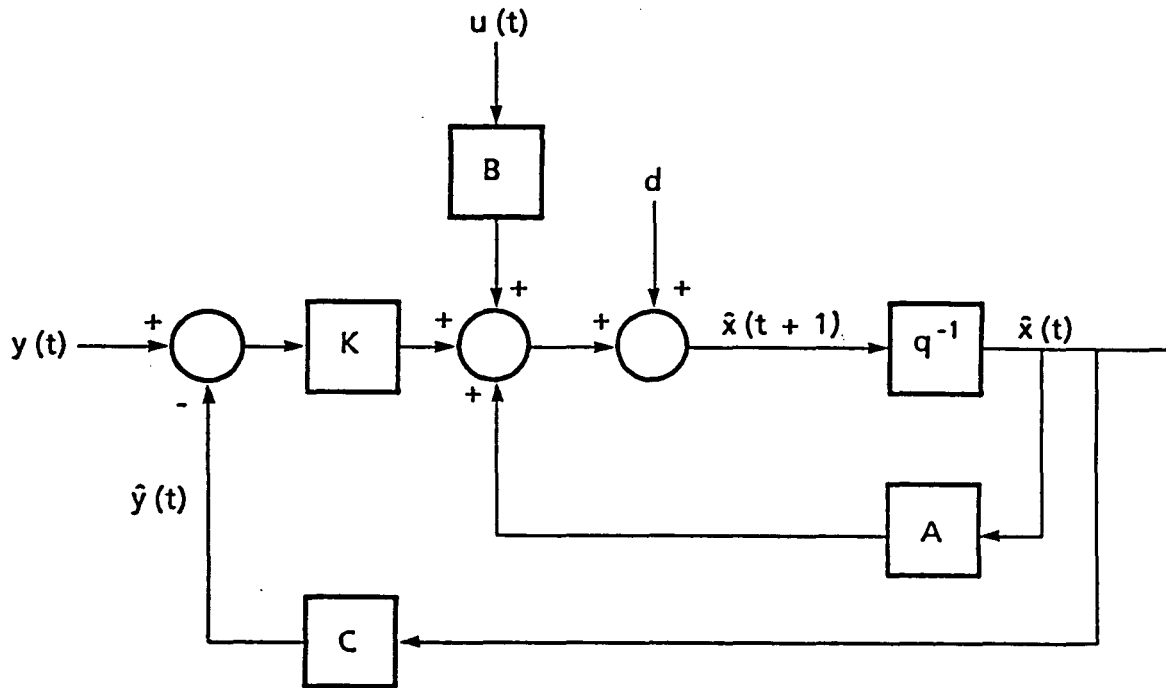 u (t)
B
d
+
+
+
K
+
+
x̂ (t + 1)
q⁻¹
x̂ (t)
y (t)
+
-
ŷ (t)
A
C